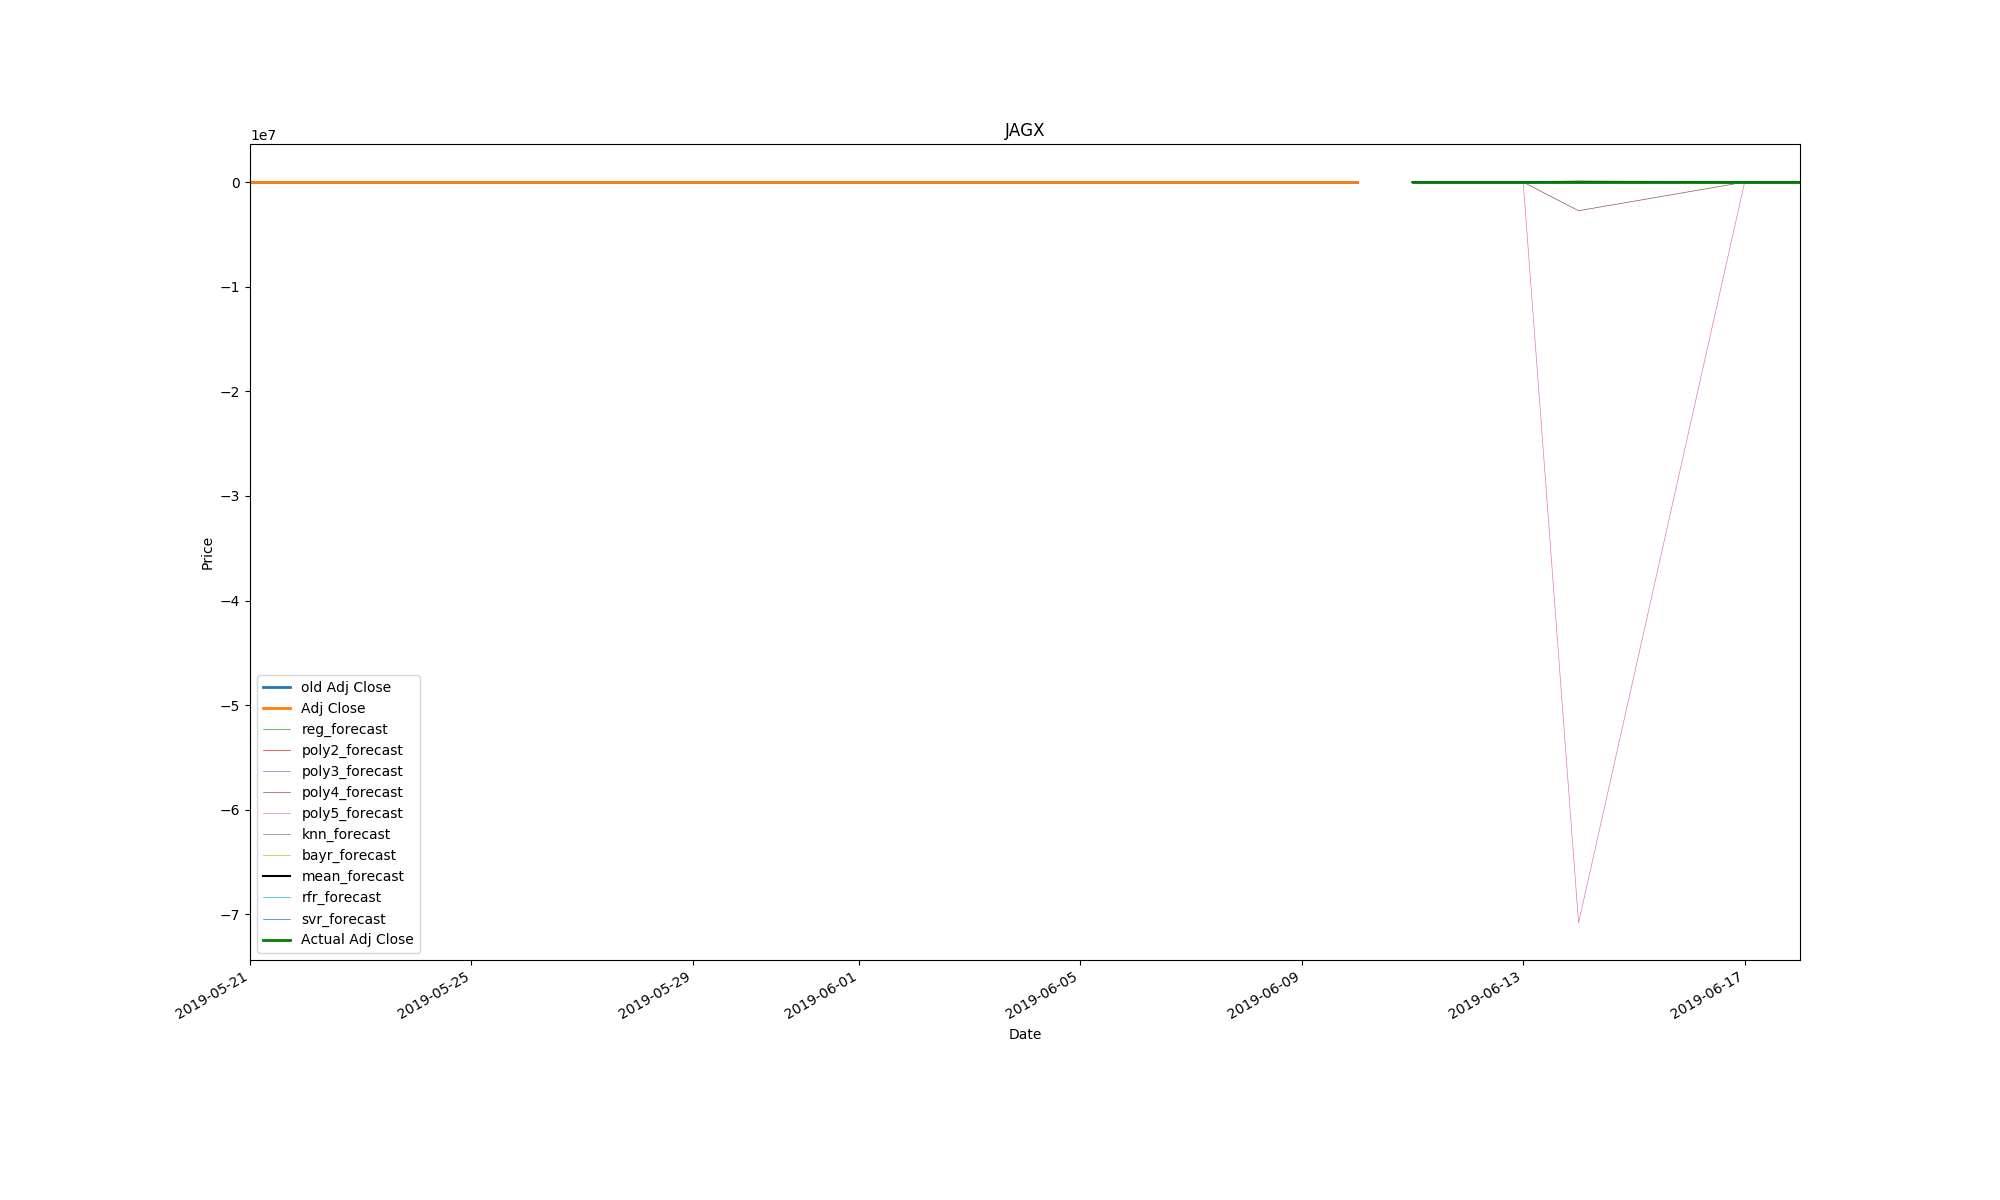 JAGX
1e7
0
−1
−2
−3
−4
−5
−6
−7
Price
old Adj Close
Adj Close
reg_forecast
poly2_forecast
poly3_forecast
poly4_forecast
poly5_forecast
knn_forecast
bayr_forecast
mean_forecast
rfr_forecast
svr_forecast
Actual Adj Close
2019-05-21
2019-05-25
2019-05-29
2019-06-01
2019-06-05
2019-06-09
2019-06-13
2019-06-17
Date